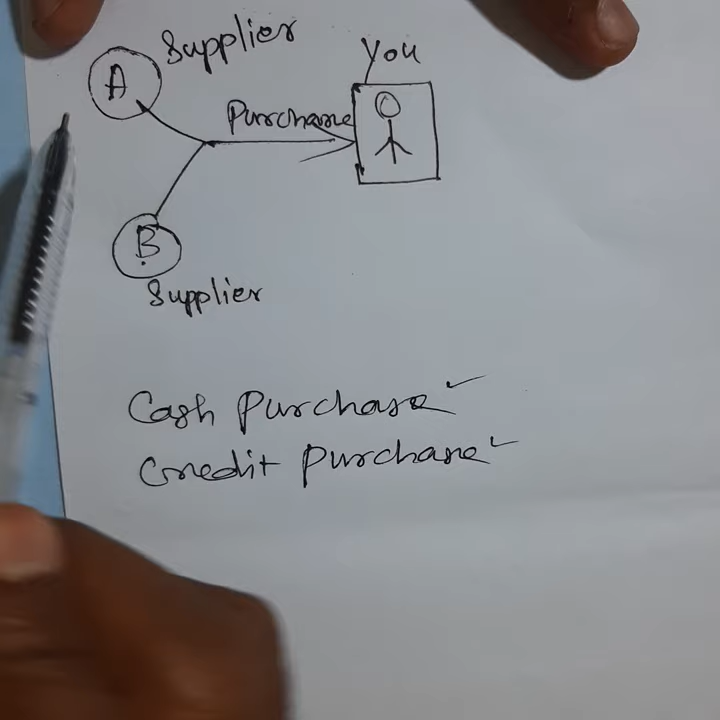 Supplier
You
A
Purchase
B
Supplier
Cash Purchase
Credit Purchase